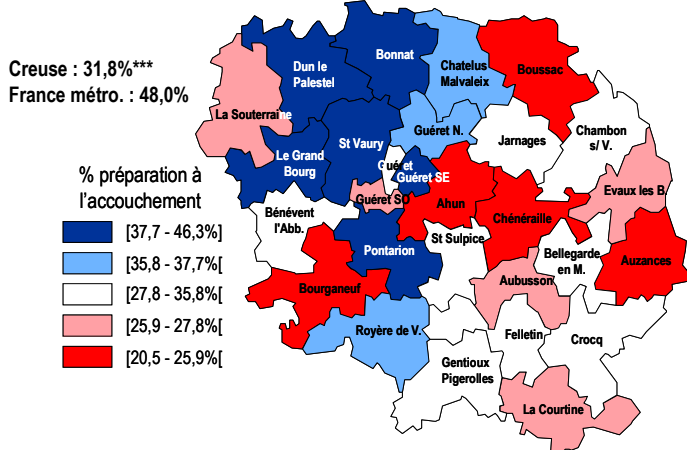 Creuse : 31,8%***
France métro. : 48,0%
% préparation à
l'accouchement
[37,7 - 46,3%[
[35,8 - 37,7%[
[27,8 - 35,8%[
[25,9 - 27,8%[
[20,5 - 25,9%[
Bonnat
Dun le
Palestel
Chatelus
Malvaleix
Boussac
La Souterraine
Guéret N.
Jarnages
Chambon
s/ V.
St Vaury
Le Grand
Bourg
Guéret
Guéret SE
Guéret SO
Ahun
Evaux les B.
Chénéraille
Bénévent
l'Abb.
St Sulpice
Pontarion
Bellegarde
en M.
Auzances
Bourganeuf
Aubusson
Royère de V.
Felletin
Crocq
Gentioux
Pigerolles
La Courtine